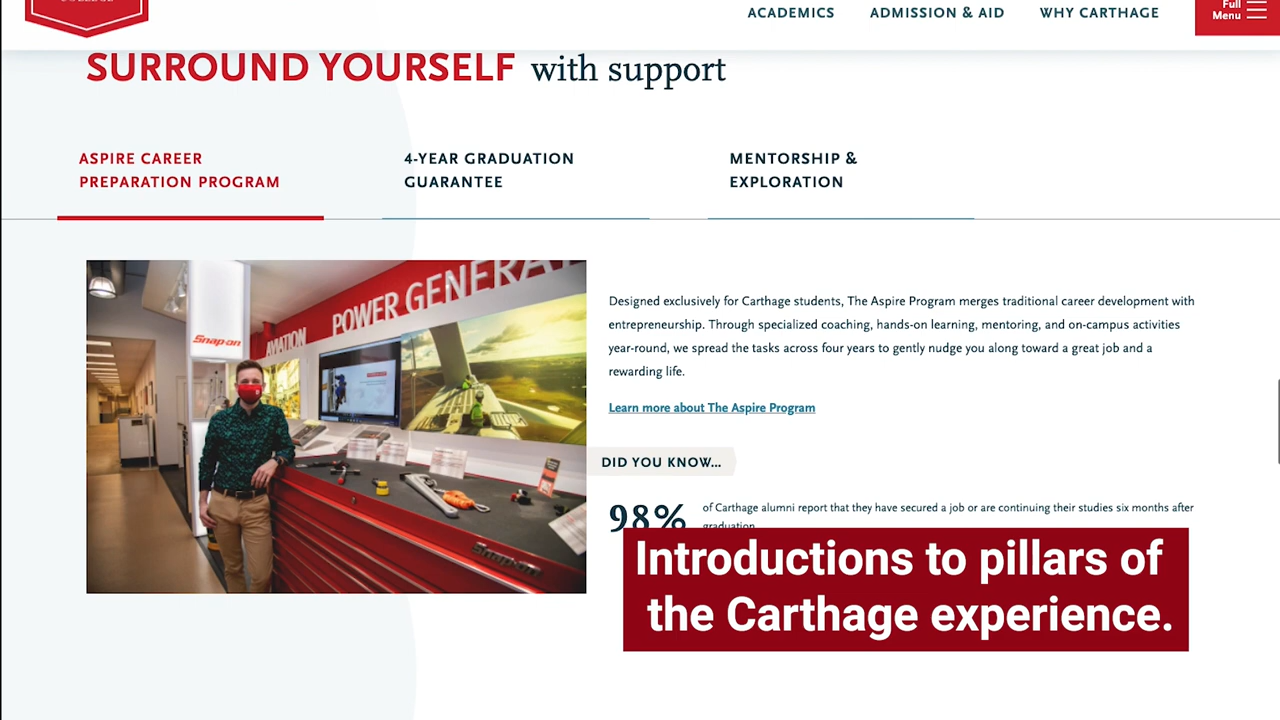 ACADEMICS
ADMISSION & AID
WHY CARTHAGE
Full
Menu
COLLEGE
SURROUND YOURSELF with support
ASPIRE CAREER
PREPARATION PROGRAM
4-YEAR GRADUATION
GUARANTEE
MENTORSHIP &
EXPLORATION
Snap-on
AVIATION
POWER GENERAT
Snap-on
Designed exclusively for Carthage students, The Aspire Program merges traditional career development with
entrepreneurship. Through specialized coaching, hands-on learning, mentoring, and on-campus activities
year-round, we spread the tasks across four years to gently nudge you along toward a great job and a
rewarding life.
Learn more about The Aspire Program
DID YOU KNOW...
98%
of Carthage alumni report that they have secured a job or are continuing their studies six months after
graduation
Introductions to pillars of
the Carthage experience.